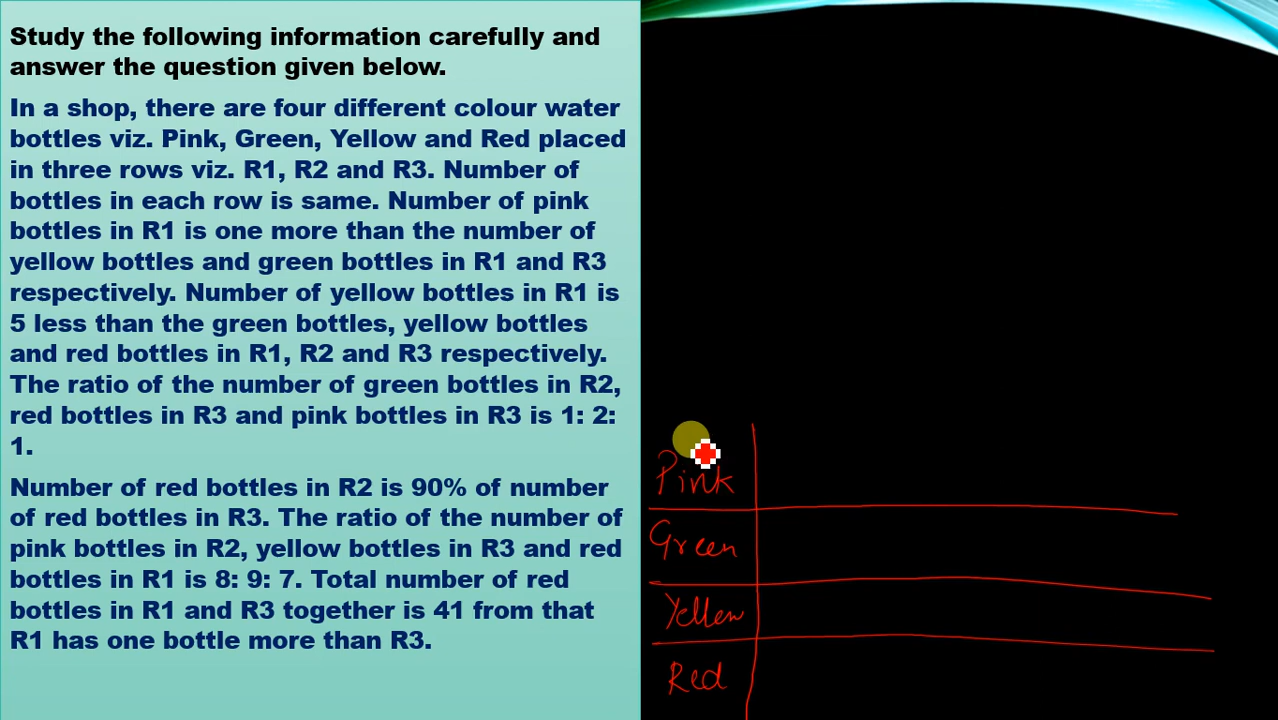 Study the following information carefully and
answer the question given below.
In a shop, there are four different colour water
bottles viz. Pink, Green, Yellow and Red placed
in three rows viz. R1, R2 and R3. Number of
bottles in each row is same. Number of pink
bottles in R1 is one more than the number of
yellow bottles and green bottles in R1 and R3
respectively. Number of yellow bottles in R1 is
5 less than the green bottles, yellow bottles
and red bottles in R1, R2 and R3 respectively.
The ratio of the number of green bottles in R2,
red bottles in R3 and pink bottles in R3 is 1: 2:
1.
Number of red bottles in R2 is 90% of number
of red bottles in R3. The ratio of the number of
pink bottles in R2, yellow bottles in R3 and red
bottles in R1 is 8: 9: 7. Total number of red
bottles in R1 and R3 together is 41 from that
R1 has one bottle more than R3.
Pink
Green
Yellow
Red